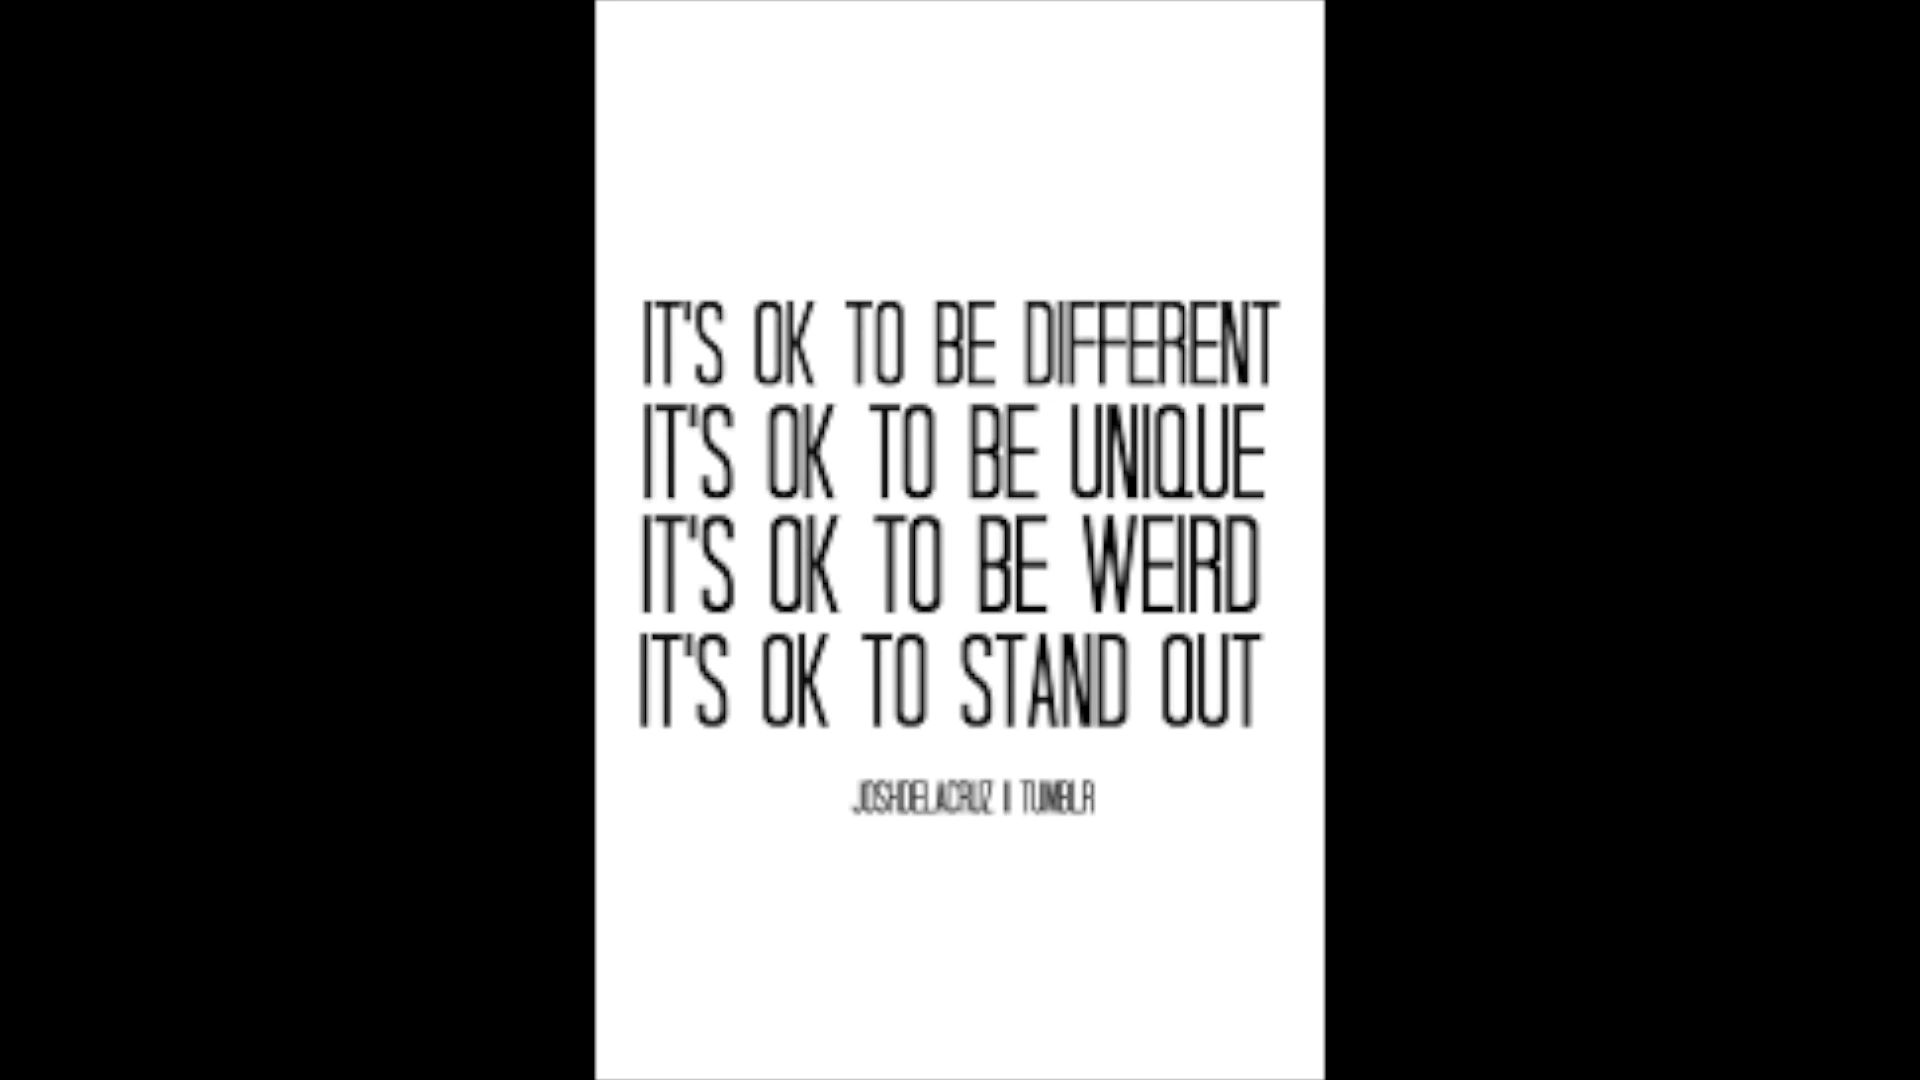 IT'S OK TO BE DIFFERENT
IT'S OK TO BE UNIQUE
IT'S OK TO BE WEIRD
IT'S OK TO STAND OUT
JOSHDELACRUZ | TUMBLR